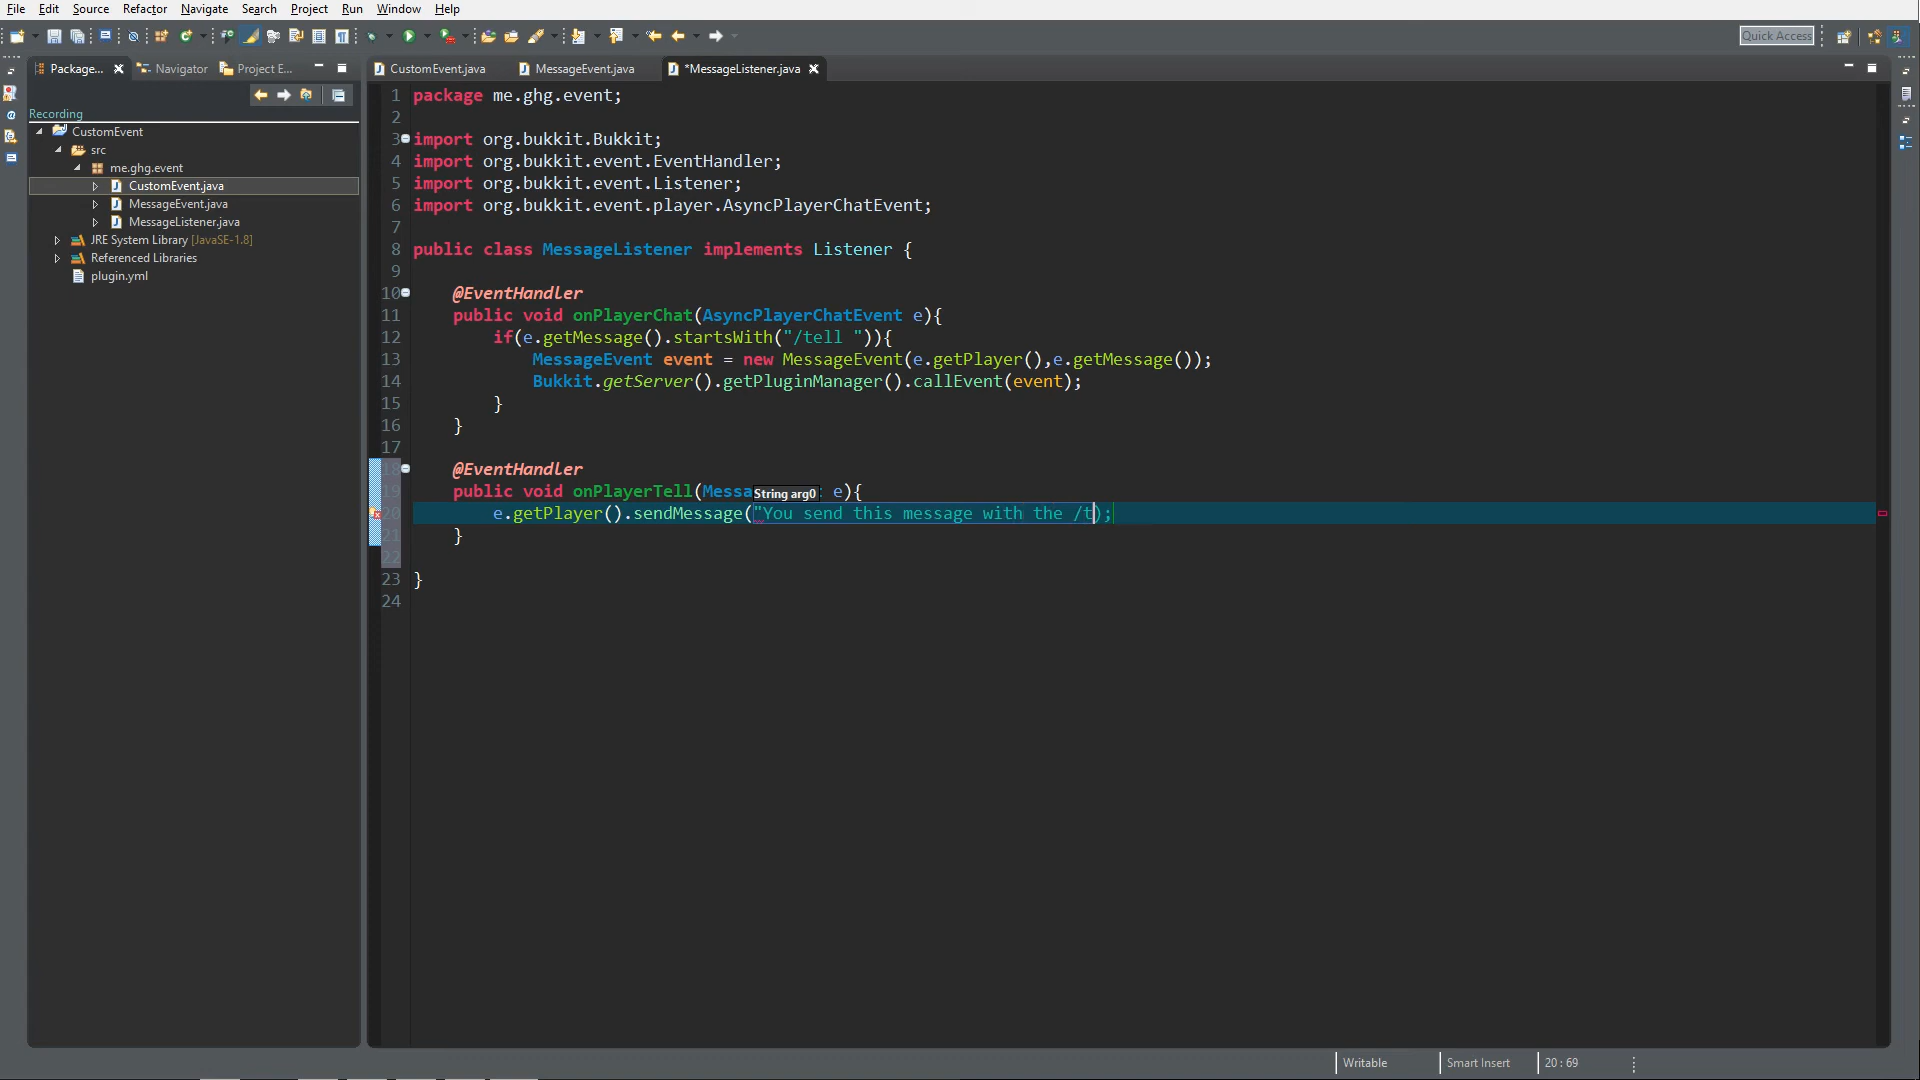 File Edit Source Refactor Navigate Search Project Run Window Help
Quick Access
Package... Navigator Project E...
CustomEvent.java MessageEvent.java *MessageListener.java
Recording
CustomEvent
src
me.ghg.event
CustomEvent.java
MessageEvent.java
MessageListener.java
JRE System Library [JavaSE-1.8]
Referenced Libraries
plugin.yml
1 package me.ghg.event;
2
3 import org.bukkit.Bukkit;
4 import org.bukkit.event.EventHandler;
5 import org.bukkit.event.Listener;
6 import org.bukkit.event.player.AsyncPlayerChatEvent;
7
8 public class MessageListener implements Listener {
9
10 @EventHandler
11 public void onPlayerChat(AsyncPlayerChatEvent e){
12 if(e.getMessage().startsWith("/tell ")){
13 MessageEvent event = new MessageEvent(e.getPlayer(),e.getMessage());
14 Bukkit.getServer().getPluginManager().callEvent(event);
15 }
16 }
17
18 @EventHandler
19 public void onPlayerTell(Messa String arg0 e){
20 e.getPlayer().sendMessage("You send this message with the /t);
21 }
22
23 }
24
Writable Smart Insert 20 : 69